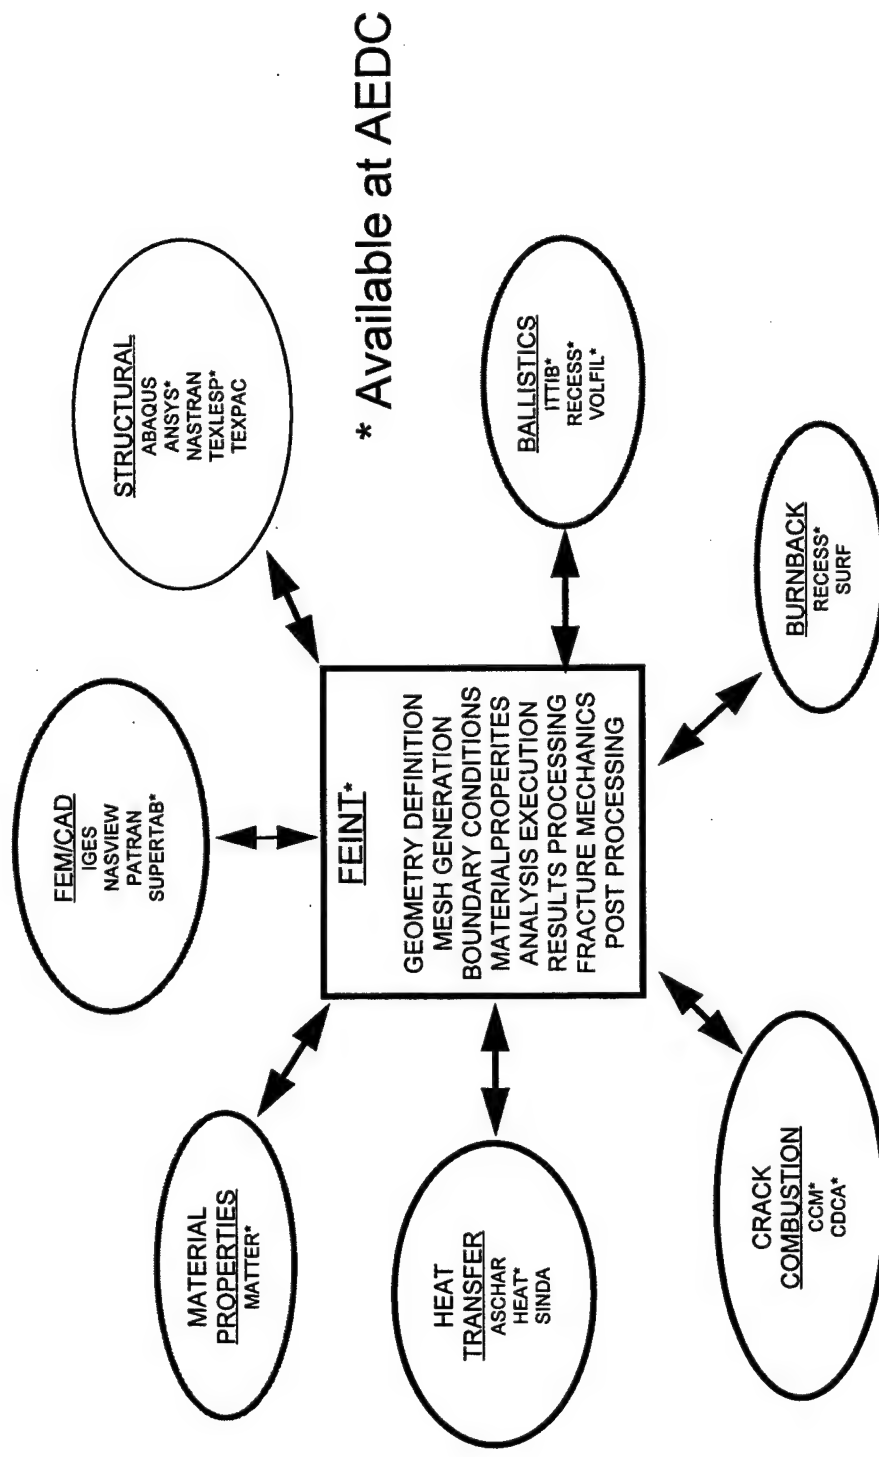 FEM/CAD
IGES
NASVIEW
PATRAN
SUPERTAB*
MATERIAL
PROPERTIES
MATTER*
STRUCTURAL
ABAQUS
ANSYS*
NASTRAN
TEXLESP*
TEXPAC
* Available at AEDC
FEINT*
GEOMETRY DEFINITION
MESH GENERATION
BOUNDARY CONDITIONS
MATERIALPROPERITES
ANALYSIS EXECUTION
RESULTS PROCESSING
FRACTURE MECHANICS
POST PROCESSING
HEAT
TRANSFER
ASCHAR
HEAT*
SINDA
BALLISTICS
ITTIB*
RECESS*
VOLFIL*
CRACK
COMBUSTION
CCM*
CDCA*
BURNBACK
RECESS*
SURF